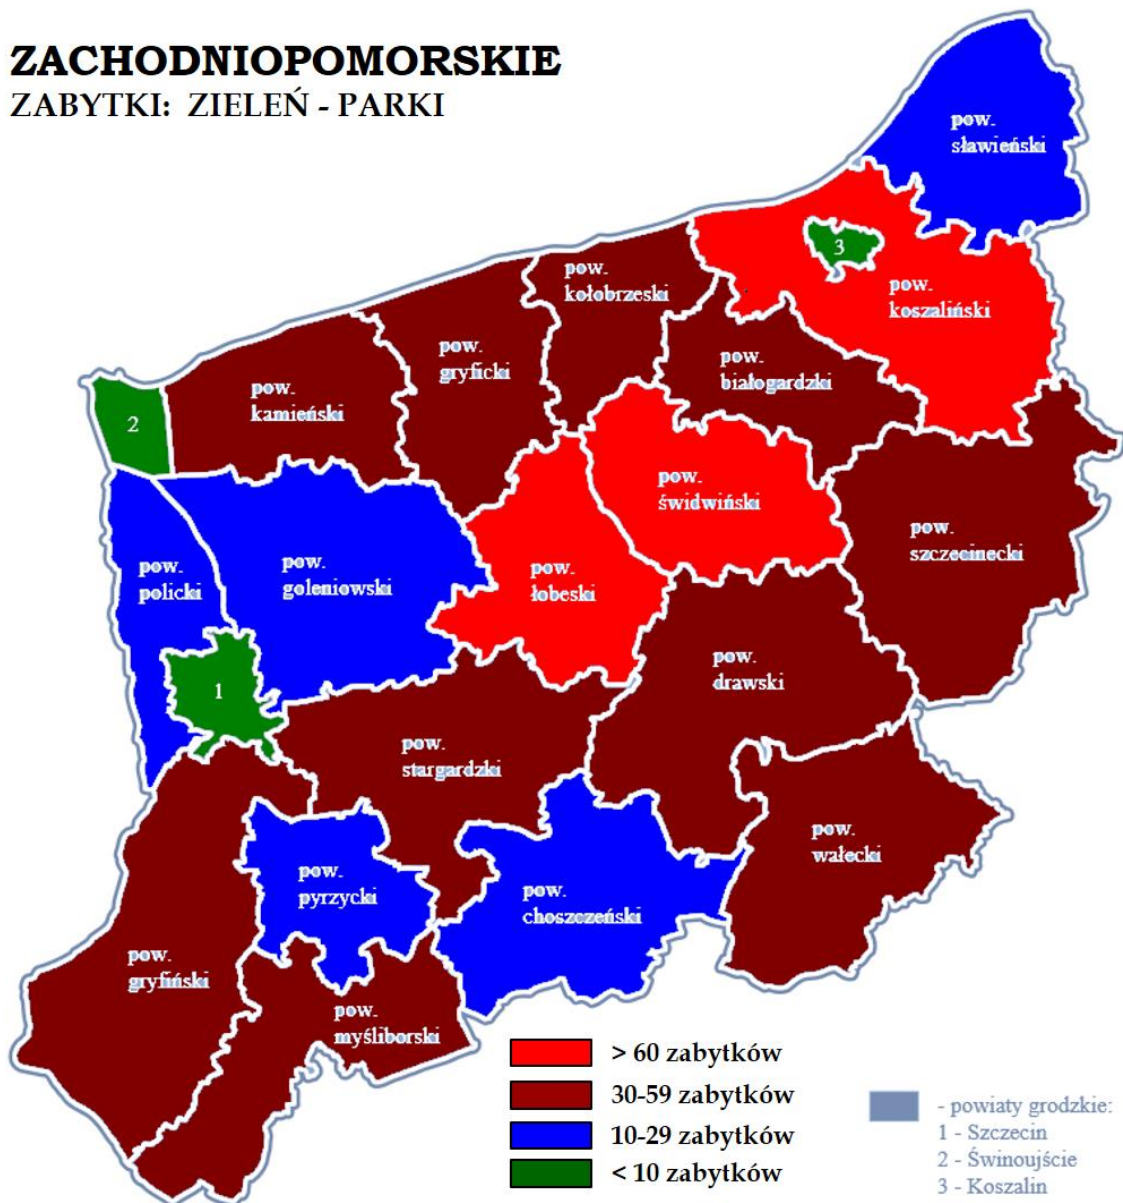 ZACHODNIOPOMORSKIE
ZABYTKI: ZIELEŃ - PARKI
pow.
sławieński
3
pow.
koszaliński
pow.
kołobrzeski
pow.
gryficki
pow.
białogardzki
pow.
kamieński
2
pow.
świdwiński
pow.
szczecinecki
pow.
policki
pow.
goleniowski
pow.
łobeski
1
pow.
drawski
pow.
stargardzki
pow.
wałecki
pow.
pyrzycki
pow.
choszczeński
pow.
gryfiński
pow.
myśliborski
> 60 zabytków
30-59 zabytków
10-29 zabytków
< 10 zabytków
- powiaty grodzkie:
1 - Szczecin
2 - Świnoujście
3 - Koszalin